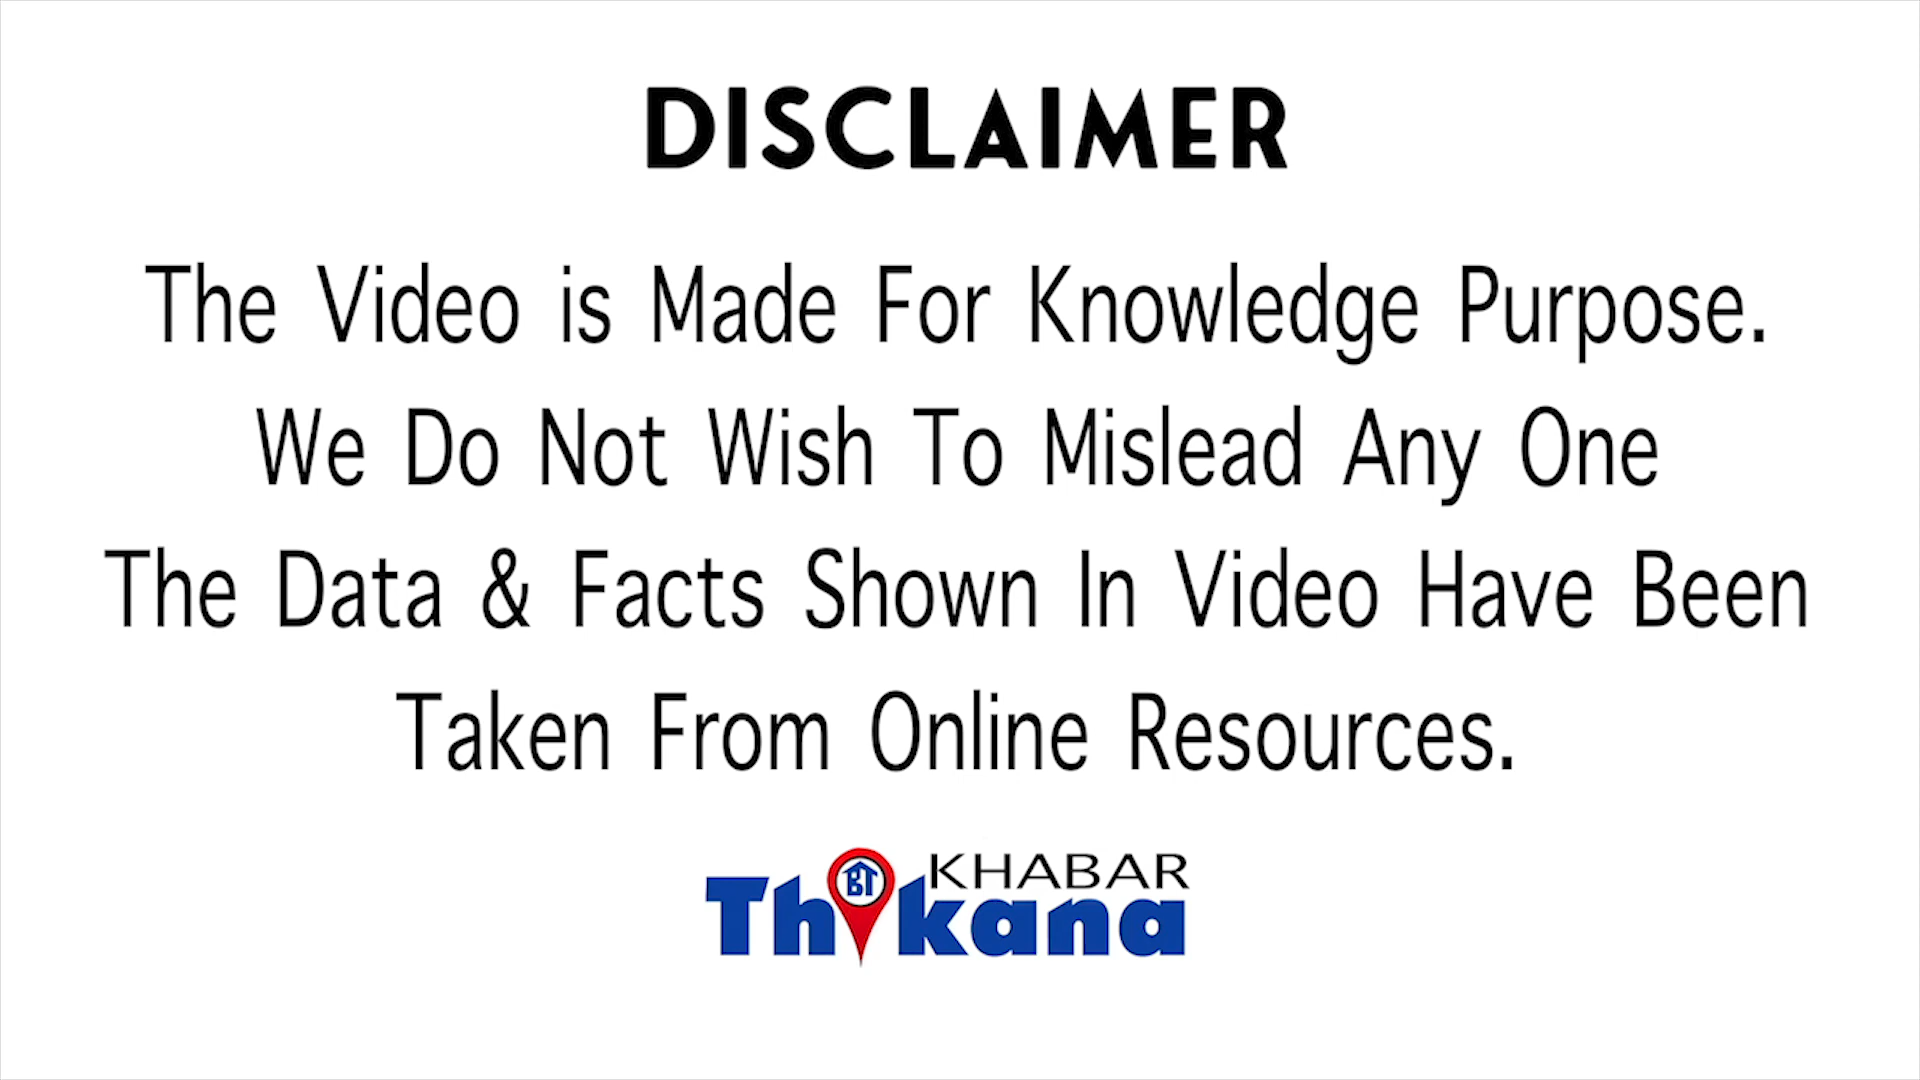 DISCLAIMER
The Video is Made For Knowledge Purpose.
We Do Not Wish To Mislead Any One
The Data & Facts Shown In Video Have Been
Taken From Online Resources.
KHABAR
BT
Thikana